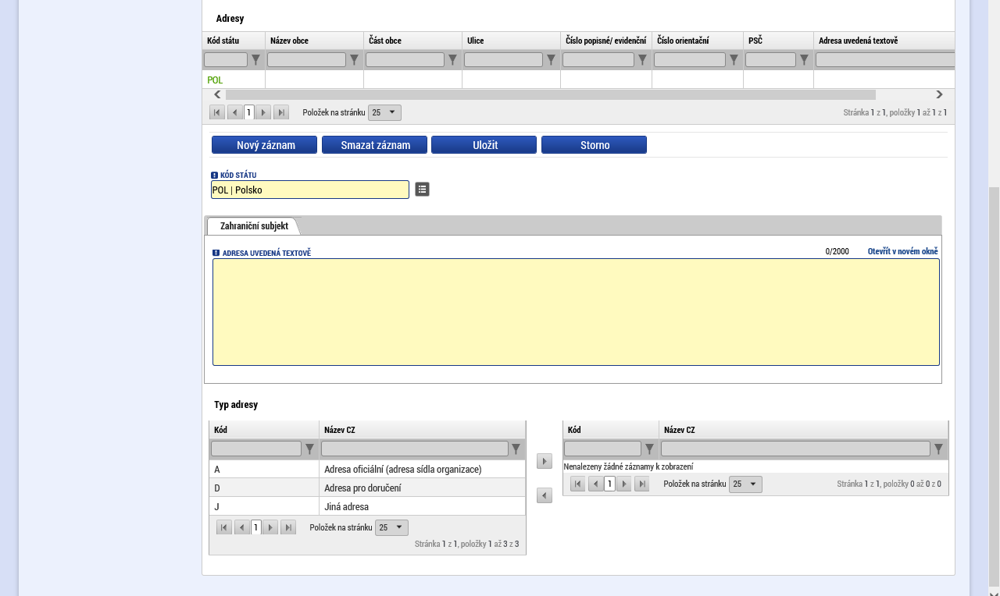 Adresy
Kód státu Název obce Část obce Ulice Číslo popisné/ evidenční Číslo orientační PSČ Adresa uvedená textově
POL
1 Položek na stránku 25 Stránka 1 z 1, položky 1 až 1 z 1
Nový záznam Smazat záznam Uložit Storno
KÓD STÁTU
POL | Polsko
Zahraniční subjekt
ADRESA UVEDENÁ TEXTOVĚ 0/2000 Otevřít v novém okně
Typ adresy
Kód Název CZ
A Adresa oficiální (adresa sídla organizace)
D Adresa pro doručení
J Jiná adresa
1 Položek na stránku 25
Stránka 1 z 1, položky 1 až 3 z 3
Kód Název CZ
Nenalezeny žádné záznamy k zobrazení
1 Položek na stránku 25 Stránka 1 z 1, položky 0 až 0 z 0